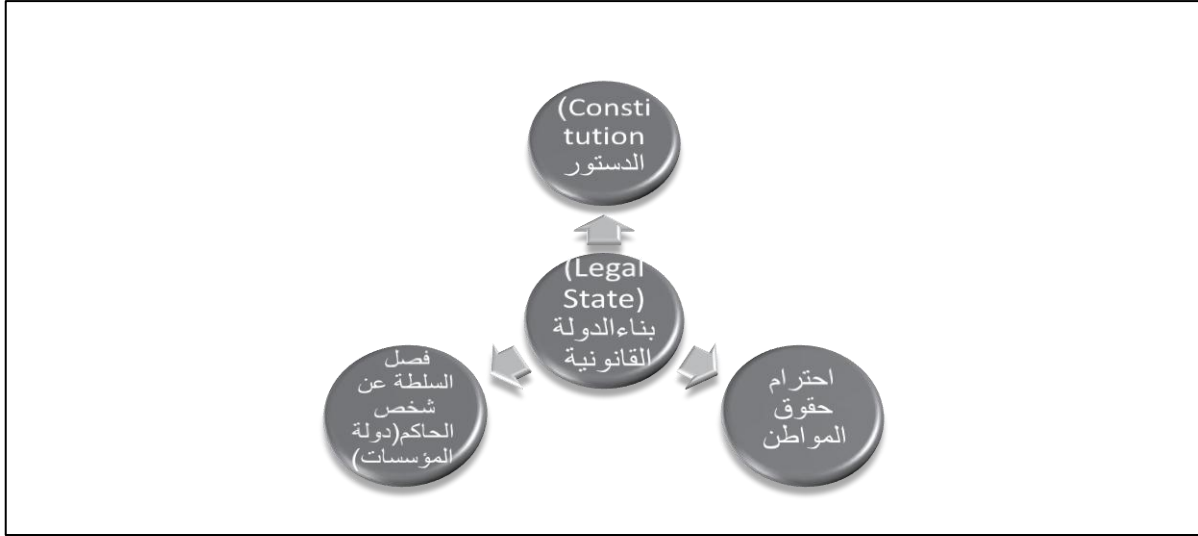 (Consti
tution
الدستور
(Legal
State)
بناءالدولة
القانونية
فصل
السلطة عن
شخص
الحاكم(دولة
المؤسسات)
احترام
حقوق
المواطن